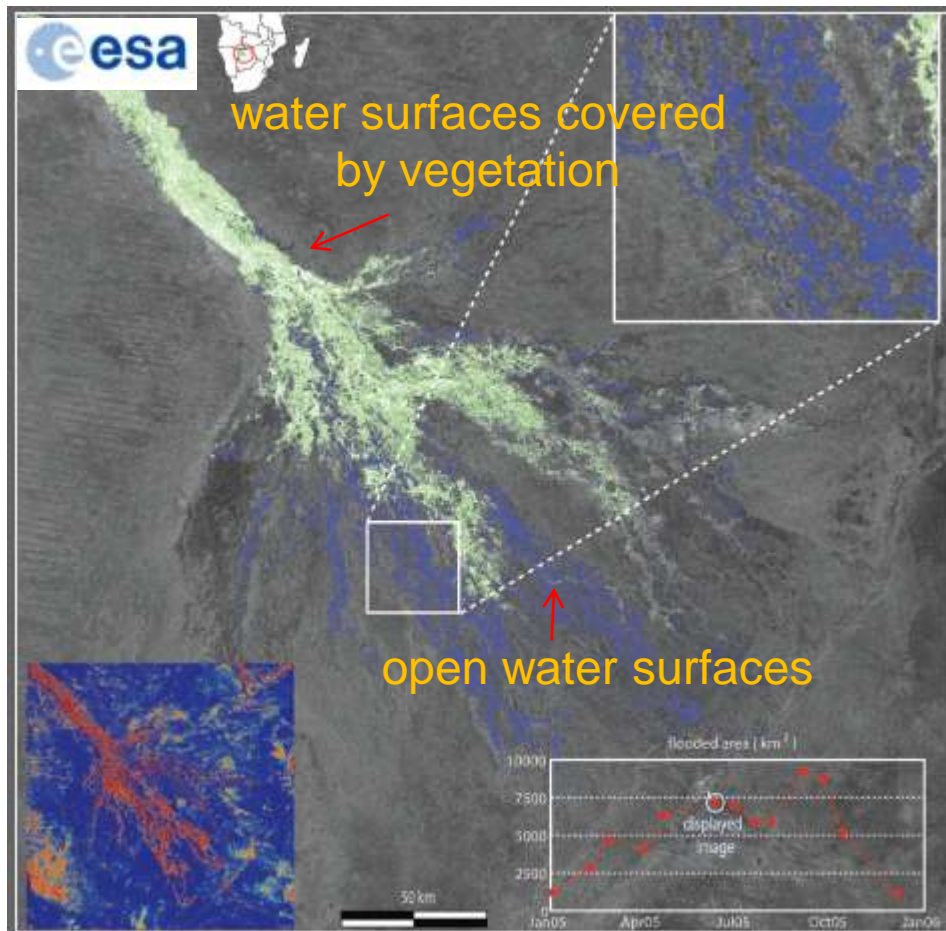 esa
water surfaces covered
by vegetation
open water surfaces
flooded area ( km² )
10000
7500
5000
2500
0
displayed
image
50 km
Jan05 Apr05 Jul05 Oct05 Jan06